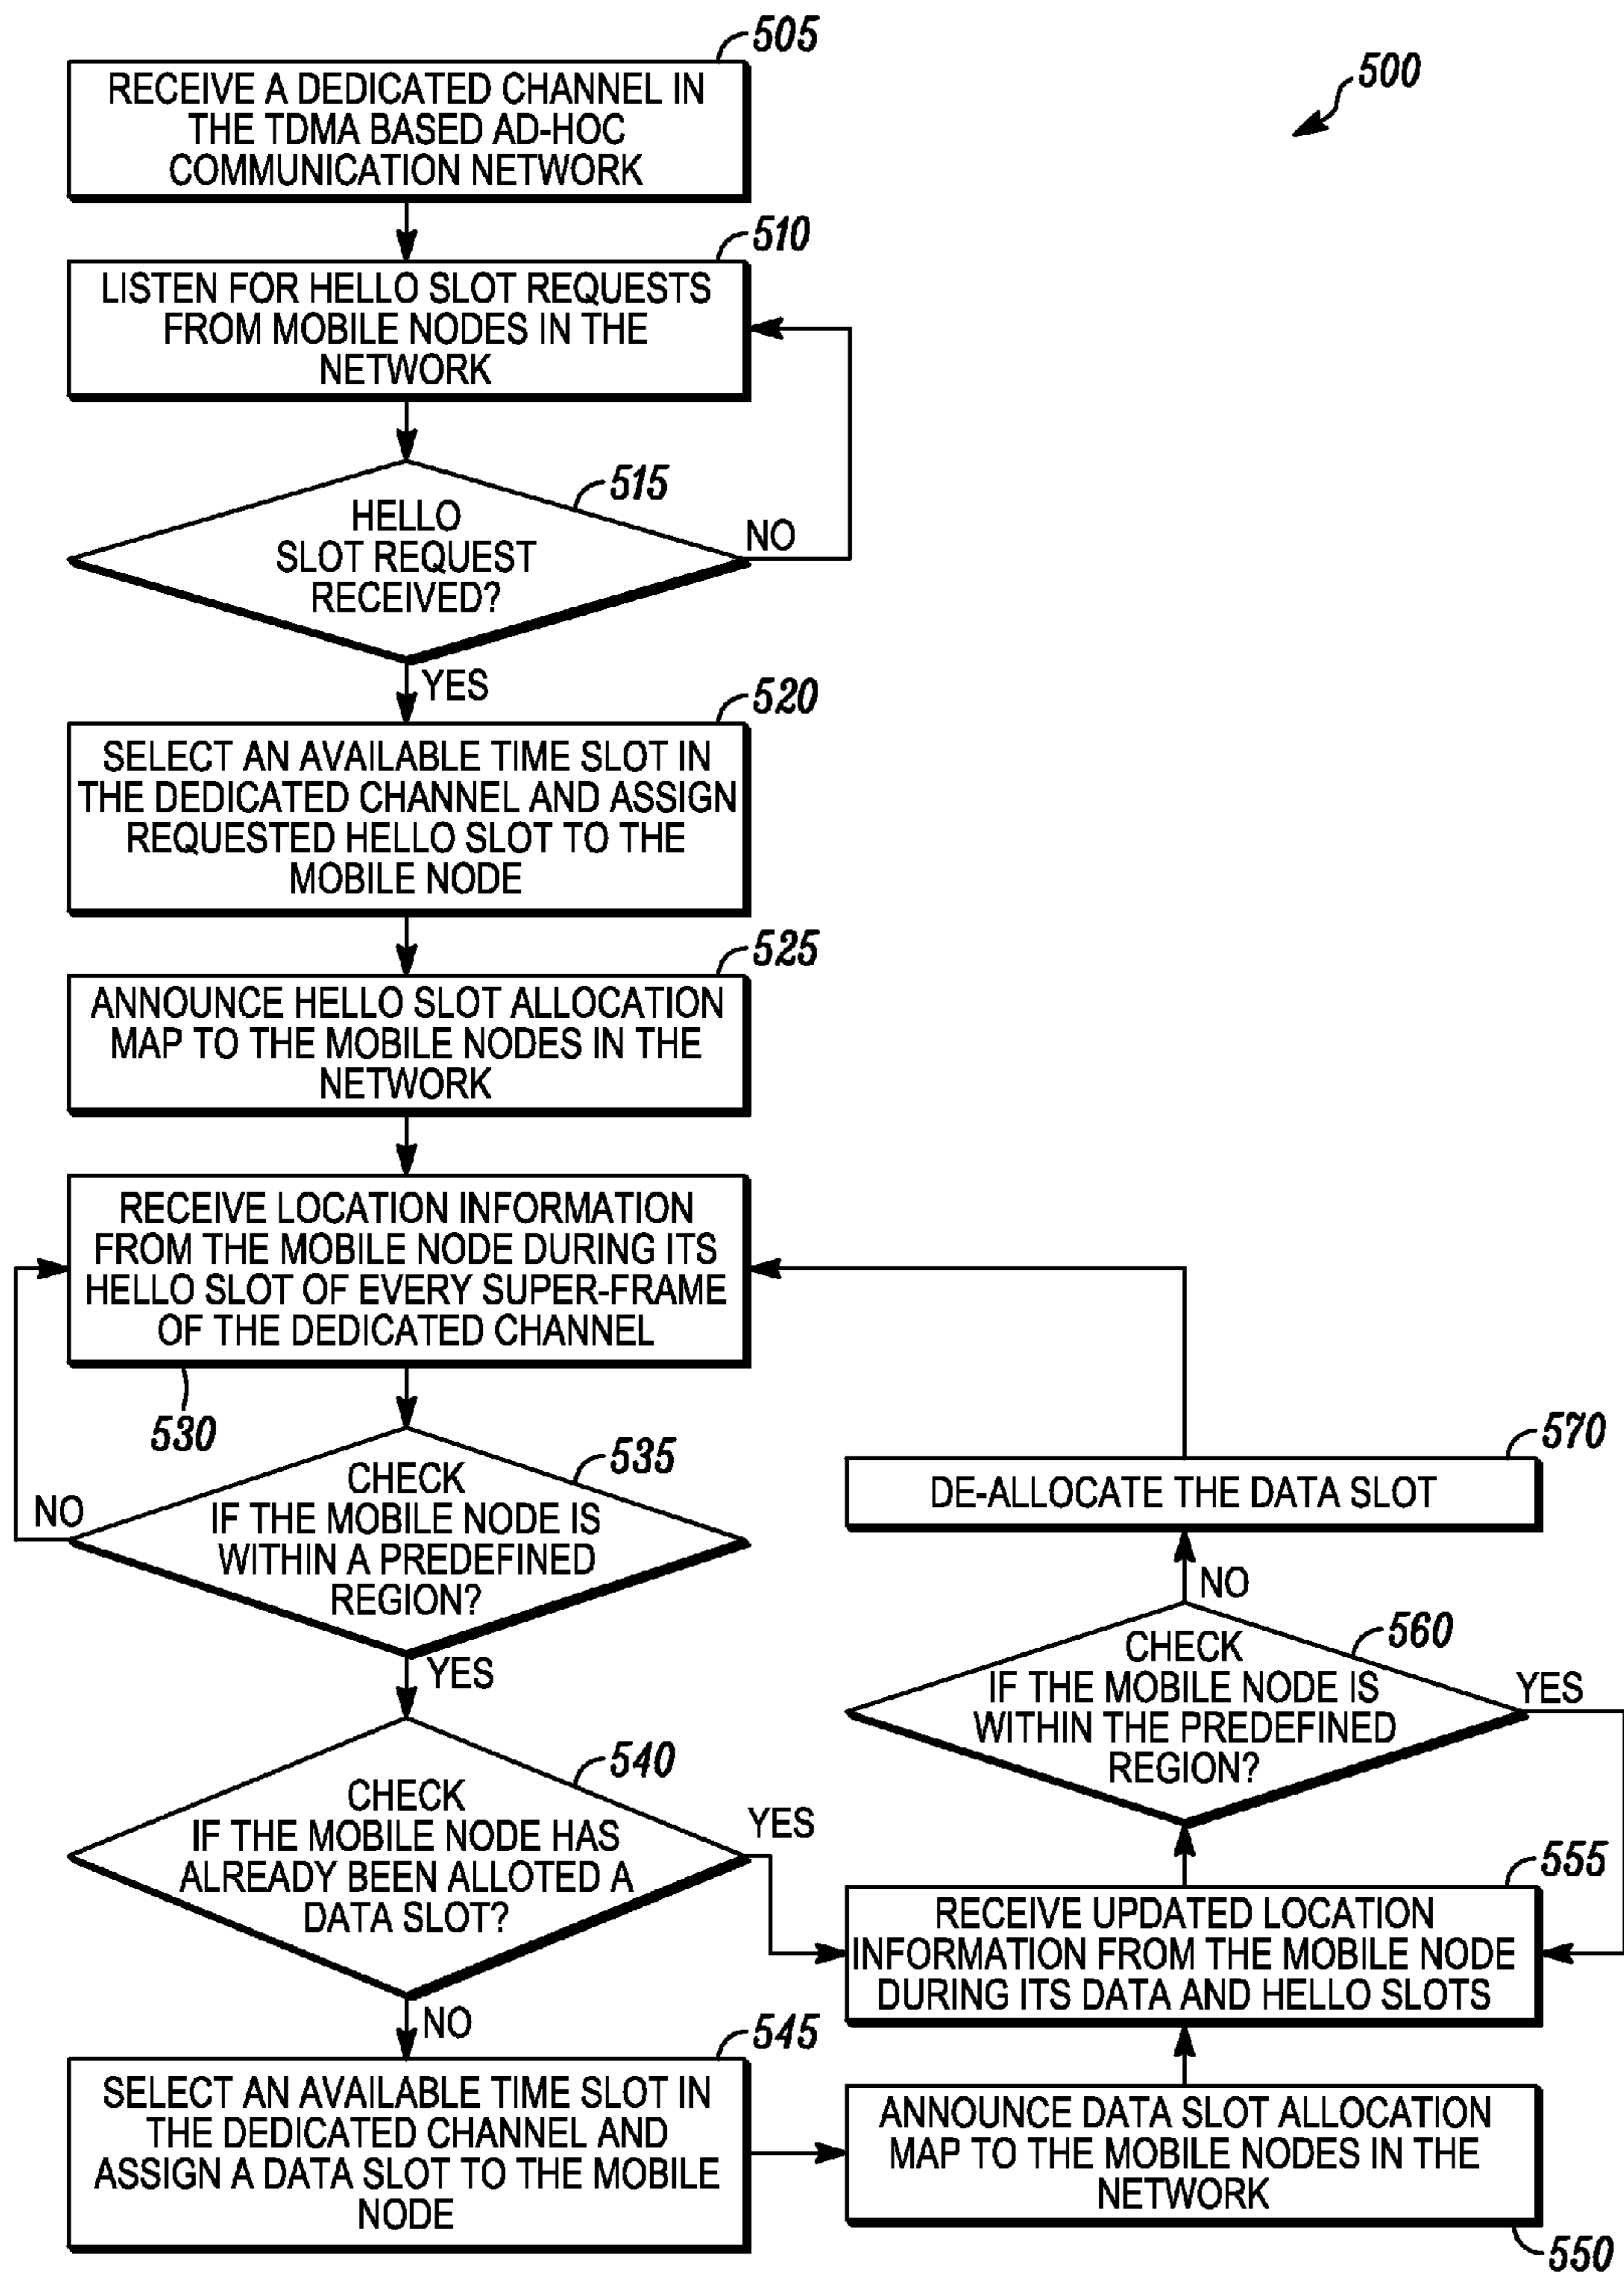 505
500
RECEIVE A DEDICATED CHANNEL IN
THE TDMA BASED AD-HOC
COMMUNICATION NETWORK
510
LISTEN FOR HELLO SLOT REQUESTS
FROM MOBILE NODES IN THE
NETWORK
515
HELLO
SLOT REQUEST
RECEIVED?
NO
YES
520
SELECT AN AVAILABLE TIME SLOT IN
THE DEDICATED CHANNEL AND ASSIGN
REQUESTED HELLO SLOT TO THE
MOBILE NODE
525
ANNOUNCE HELLO SLOT ALLOCATION
MAP TO THE MOBILE NODES IN THE
NETWORK
RECEIVE LOCATION INFORMATION
FROM THE MOBILE NODE DURING ITS
HELLO SLOT OF EVERY SUPER-FRAME
OF THE DEDICATED CHANNEL
530
535
CHECK
IF THE MOBILE NODE IS
WITHIN A PREDEFINED
REGION?
NO
YES
540
CHECK
IF THE MOBILE NODE HAS
ALREADY BEEN ALLOTED A
DATA SLOT?
YES
NO
545
SELECT AN AVAILABLE TIME SLOT IN
THE DEDICATED CHANNEL AND
ASSIGN A DATA SLOT TO THE MOBILE
NODE
570
DE-ALLOCATE THE DATA SLOT
NO
560
CHECK
IF THE MOBILE NODE IS
WITHIN THE PREDEFINED
REGION?
YES
555
RECEIVE UPDATED LOCATION
INFORMATION FROM THE MOBILE NODE
DURING ITS DATA AND HELLO SLOTS
ANNOUNCE DATA SLOT ALLOCATION
MAP TO THE MOBILE NODES IN THE
NETWORK
550